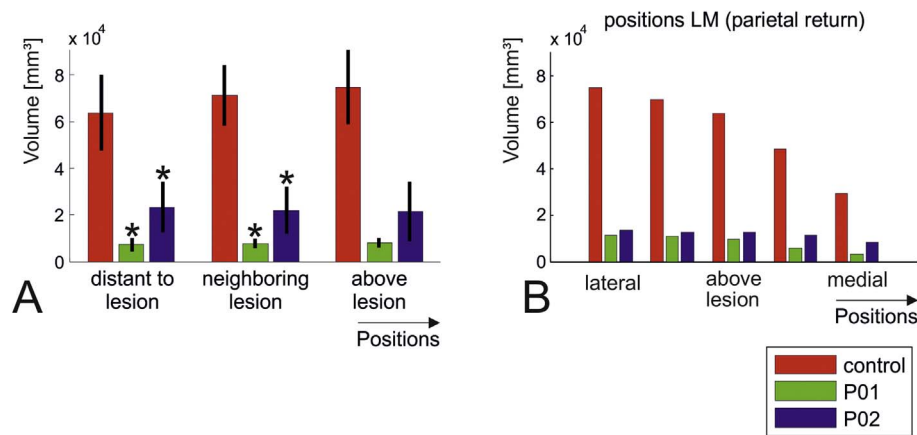 x 10⁴
Volume [mm³]
8
6
4
2
0
* * * *
distant to
lesion
neighboring
lesion
above
lesion
Positions
A
positions LM (parietal return)
x 10⁴
Volume [mm³]
8
6
4
2
0
lateral
above
lesion
medial
Positions
B
control
P01
P02